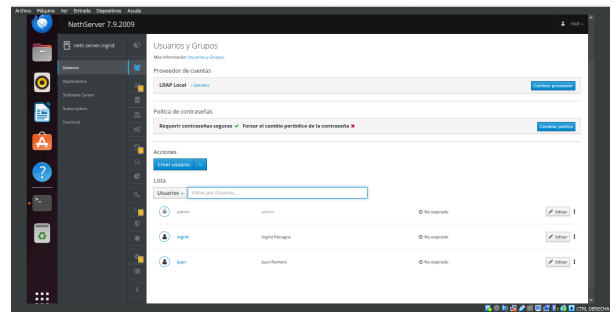 Archivo Máquina Ver Entrada Dispositivos Ayuda
NethServer 7.9.2009
root
neth.server.ingrid
Sistema
Applications
Software Center
Subscription
Terminal
Usuarios y Grupos
Más información Usuarios y Grupos.
Proveedor de cuentas
LDAP Local > Detalles
Cambiar proveedor
Política de contraseñas
Requerir contraseñas seguras ✔ Forzar el cambio periódico de la contraseña ✖
Cambiar política
Acciones
Crear usuario
Lista
Usuarios
Filtrar por Usuarios...
admin admin No expirado Editar
ingrid Ingrid Penagos No expirado Editar
juan Juan Romero No expirado Editar
CTRL DERECHA